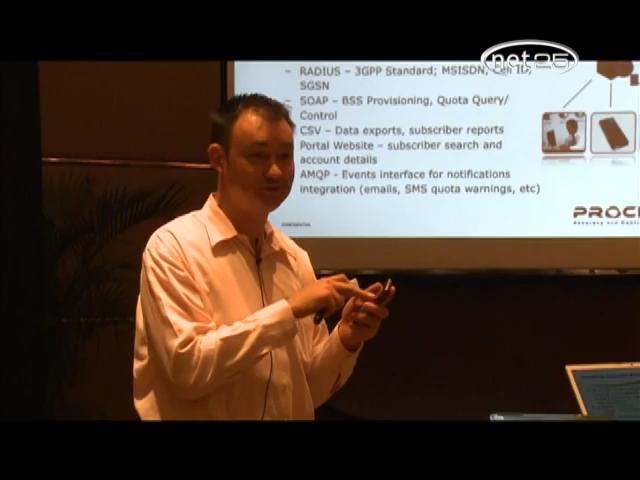 net25
– RADIUS – 3GPP Standard; MSISDN, Cell ID,
SGSN
– SOAP – BSS Provisioning, Quota Query/
Control
CSV – Data exports, subscriber reports
Portal Website – subscriber search and
account details
AMQP - Events interface for notifications
integration (emails, SMS quota warnings, etc)
CONFIDENTIAL